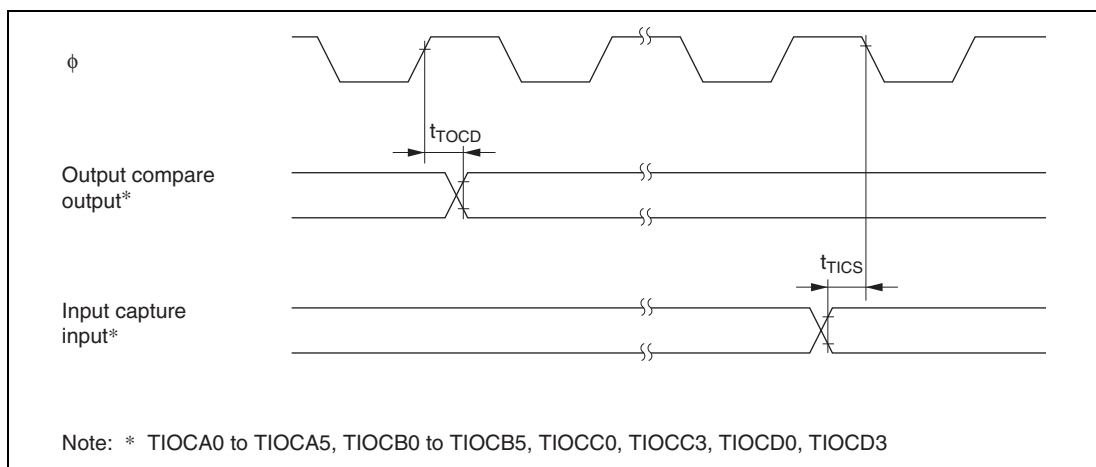 ϕ
tTOCD
Output compare
output*
tTICS
Input capture
input*
Note: * TIOCA0 to TIOCA5, TIOCB0 to TIOCB5, TIOCC0, TIOCC3, TIOCD0, TIOCD3